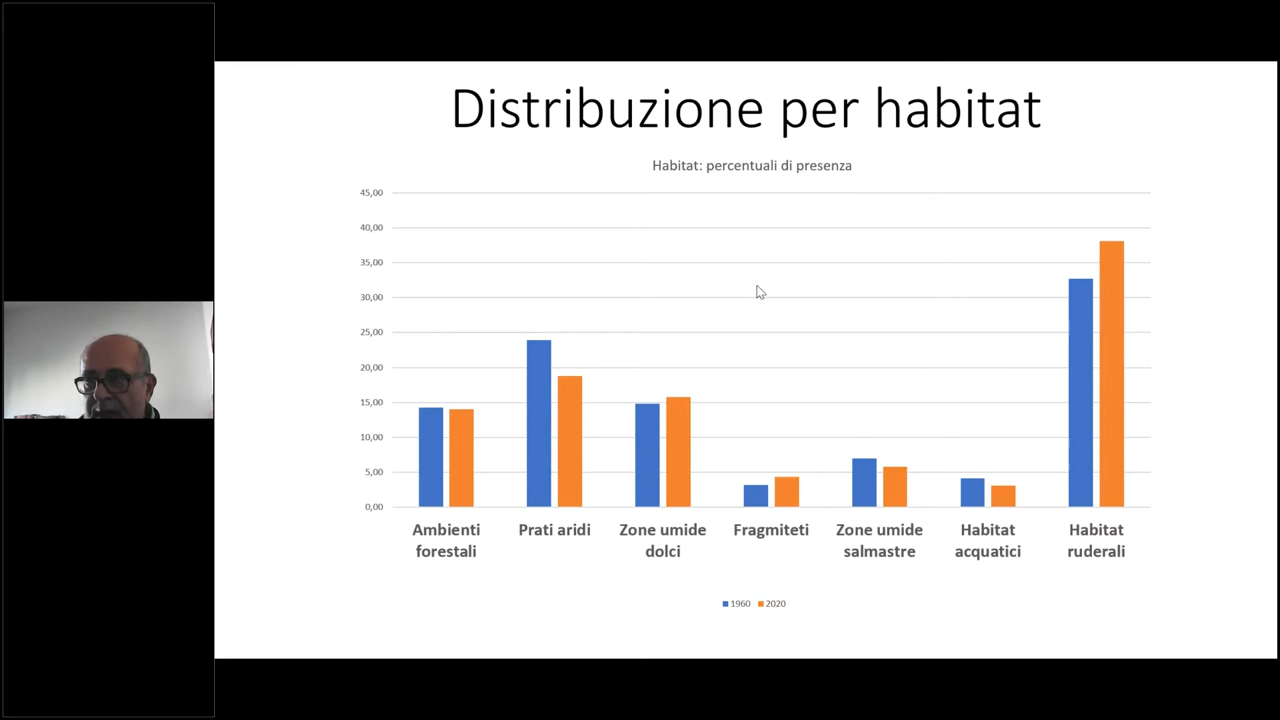 Distribuzione per habitat
Habitat: percentuali di presenza
45,00
40,00
35,00
30,00
25,00
20,00
15,00
10,00
5,00
0,00
Ambienti forestali
Prati aridi
Zone umide dolci
Fragmiteti
Zone umide salmastre
Habitat acquatici
Habitat ruderali
1960 2020